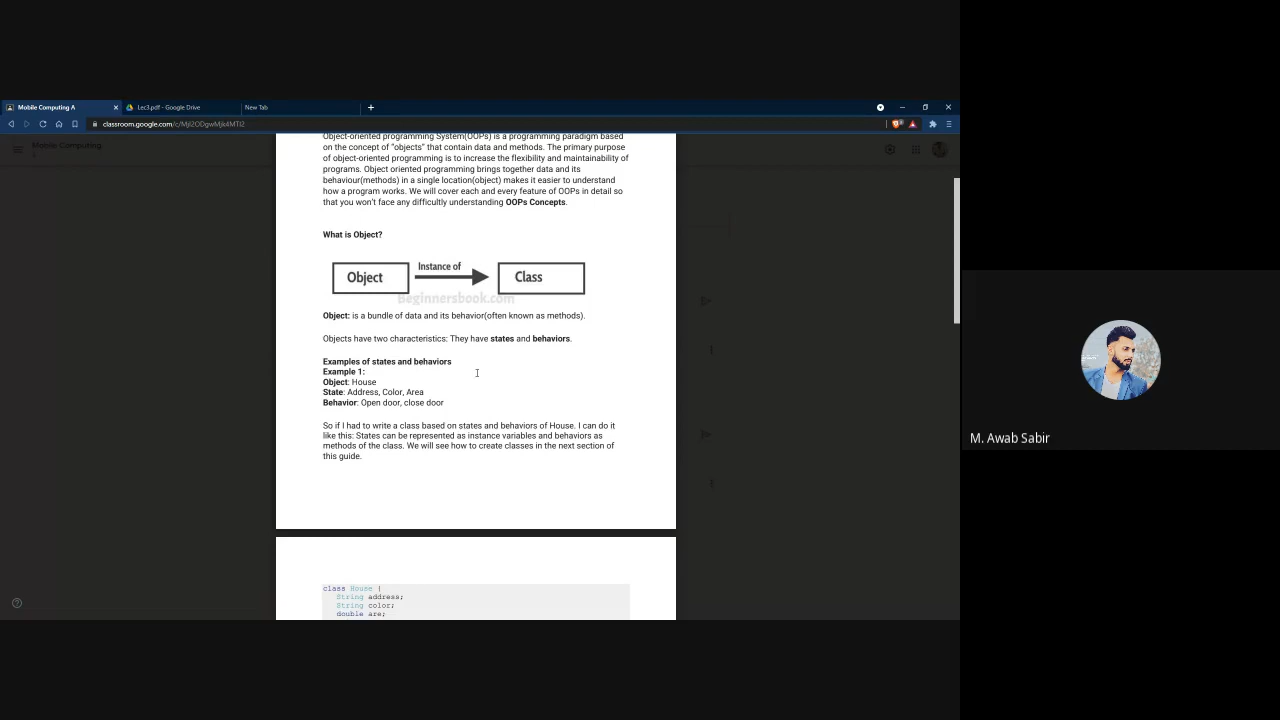 Mobile Computing A
Lec3.pdf - Google Drive
New Tab
Mobile Computing
Object-oriented programming System(OOPs) is a programming paradigm based
on the concept of "objects" that contain data and methods. The primary purpose
of object-oriented programming is to increase the flexibility and maintainability of
programs. Object oriented programming brings together data and its
behaviour(methods) in a single location(object) makes it easier to understand
how a program works. We will cover each and every feature of OOPs in detail so
that you won't face any difficultly understanding OOPs Concepts.
What is Object?
Object
Instance of
Class
Beginnersbook.com
Object: is a bundle of data and its behavior(often known as methods).
Objects have two characteristics: They have states and behaviors.
Examples of states and behaviors
Example 1:
Object: House
State: Address, Color, Area
Behavior: Open door, close door
So if I had to write a class based on states and behaviors of House. I can do it
like this: States can be represented as instance variables and behaviors as
methods of the class. We will see how to create classes in the next section of
this guide.
class House {
String address;
String color;
double are;
M. Awab Sabir